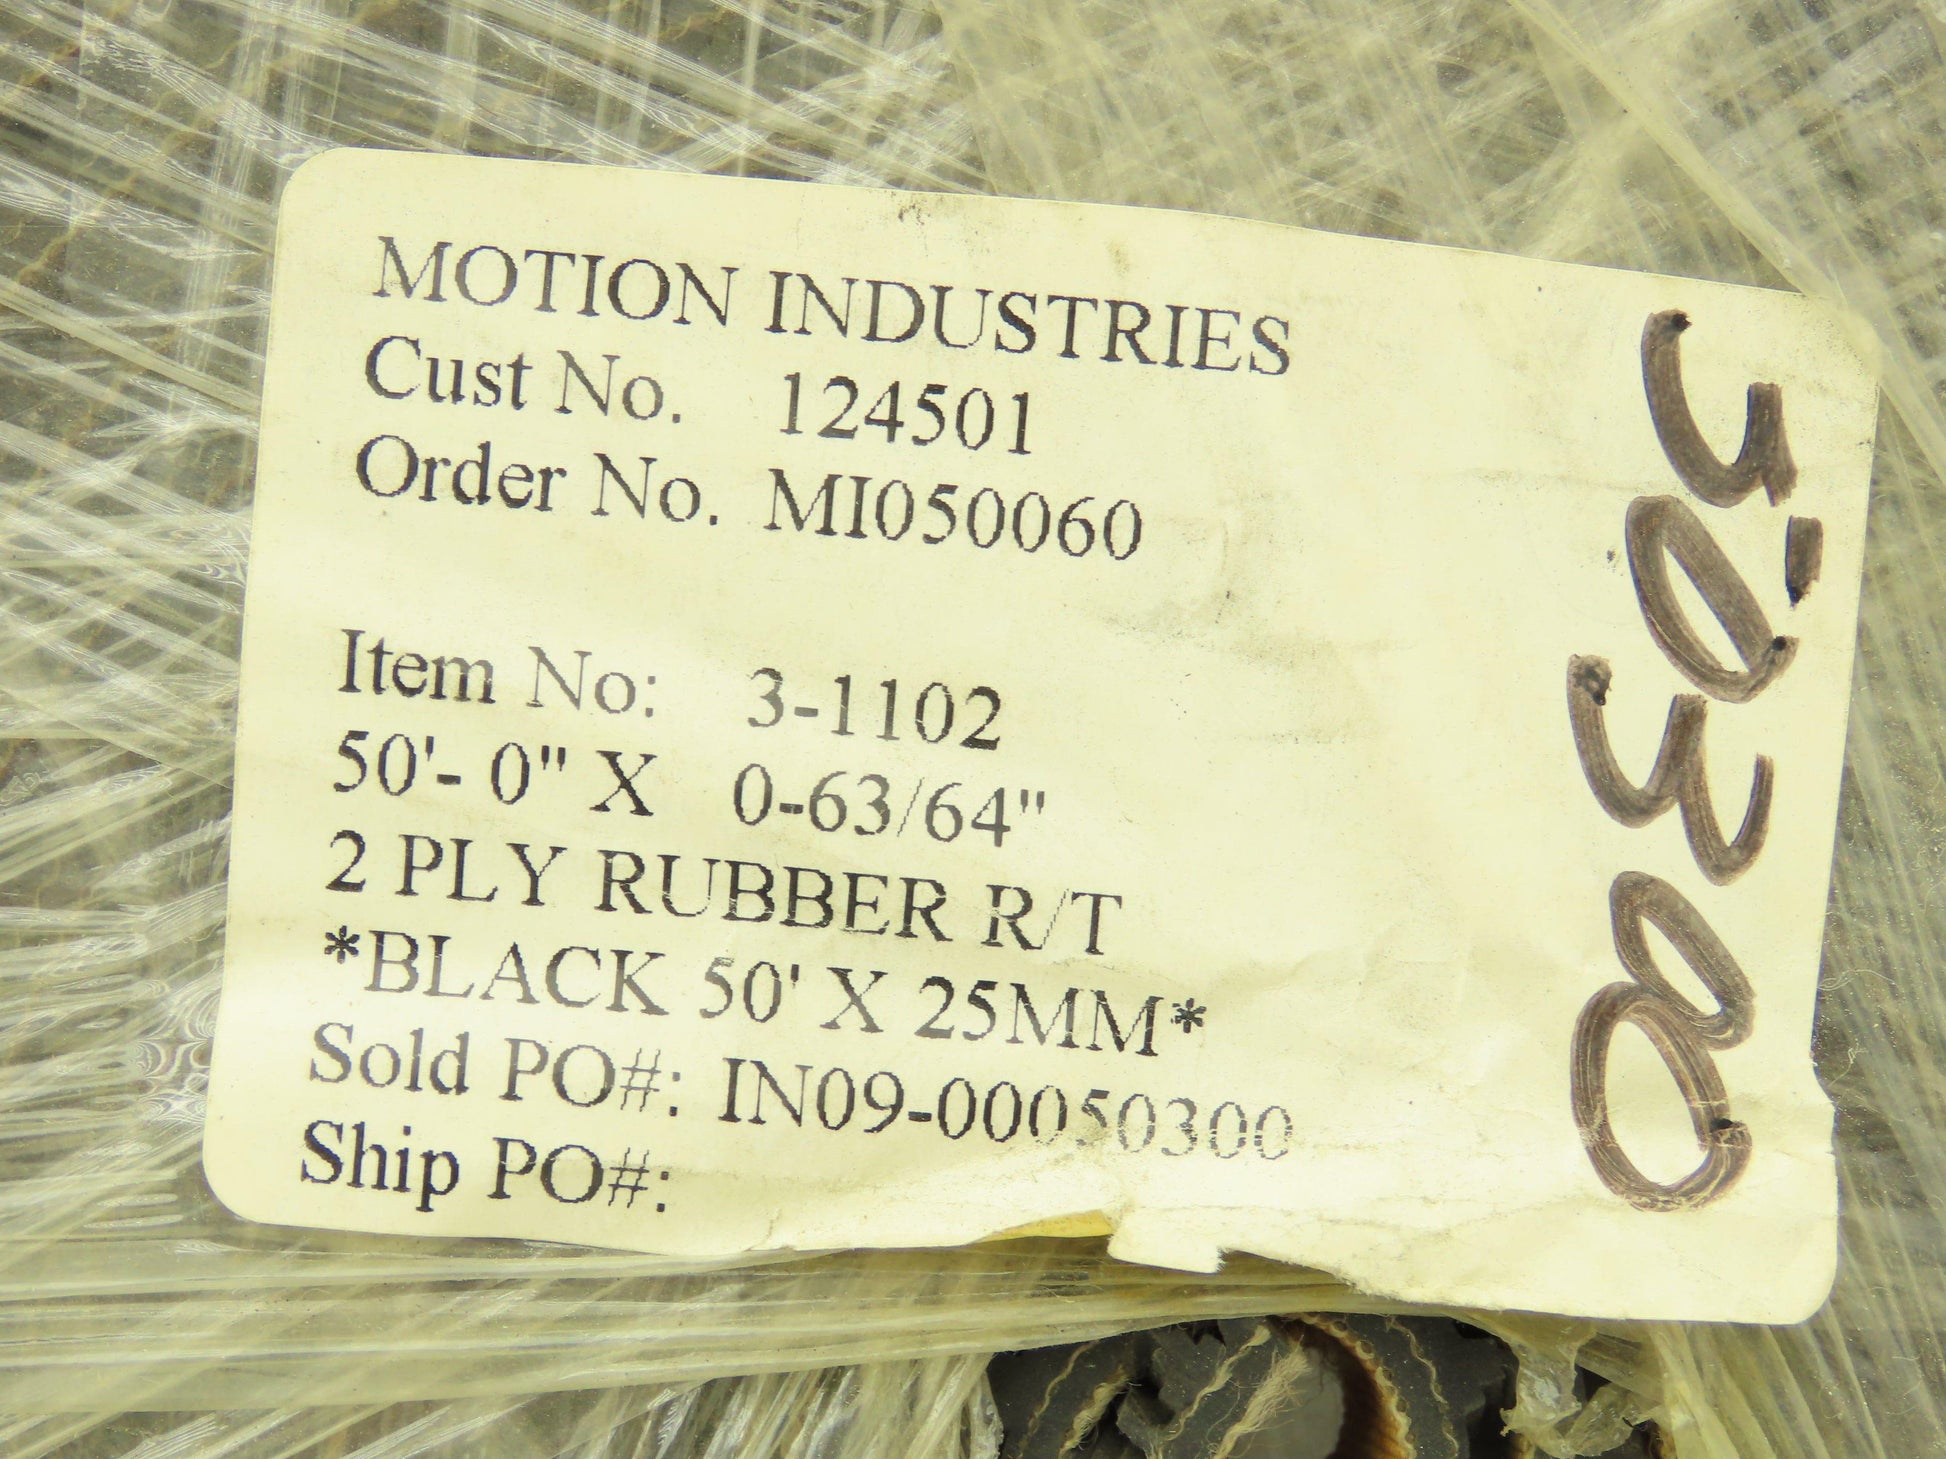 MOTION INDUSTRIES
Cust No. 124501
Order No. MI050060
Item No: 3-1102
50'- 0" X 0-63/64"
2 PLY RUBBER R/T
*BLACK 50' X 25MM*
Sold PO#: IN09-00050300
Ship PO#:
50300